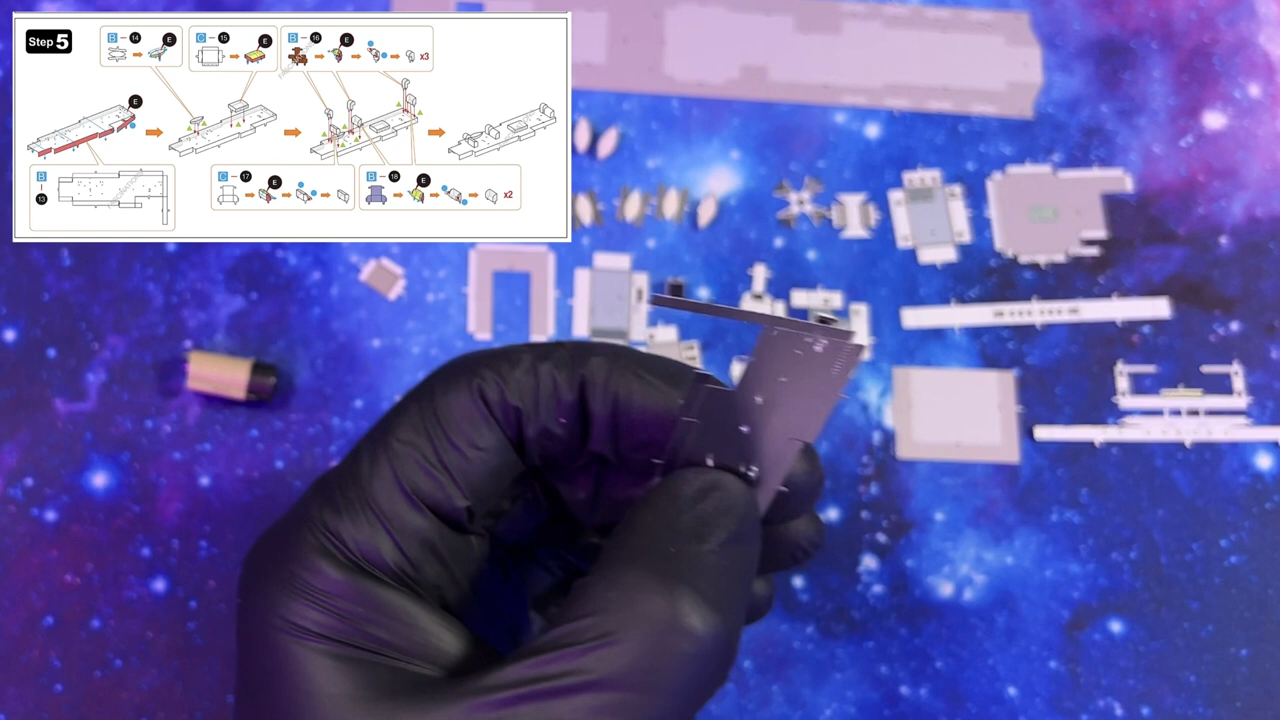 Step 5
B - 14
E
C - 15
E
B - 16
E
x3
E
B
-
13
C - 17
E
B - 18
E
x2